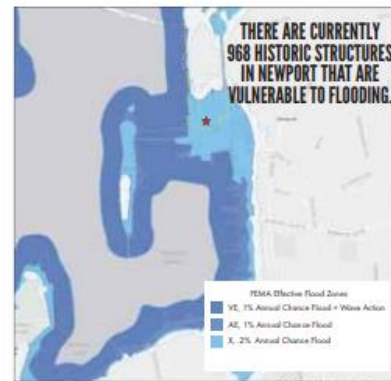 THERE ARE CURRENTLY
968 HISTORIC STRUCTURES
IN NEWPORT THAT ARE
VULNERABLE TO FLOODING.
FEMA Effective Flood Zones
VE, 1% Annual Chance Flood + Wave Action
AE, 1% Annual Chance Flood
X, .2% Annual Chance Flood